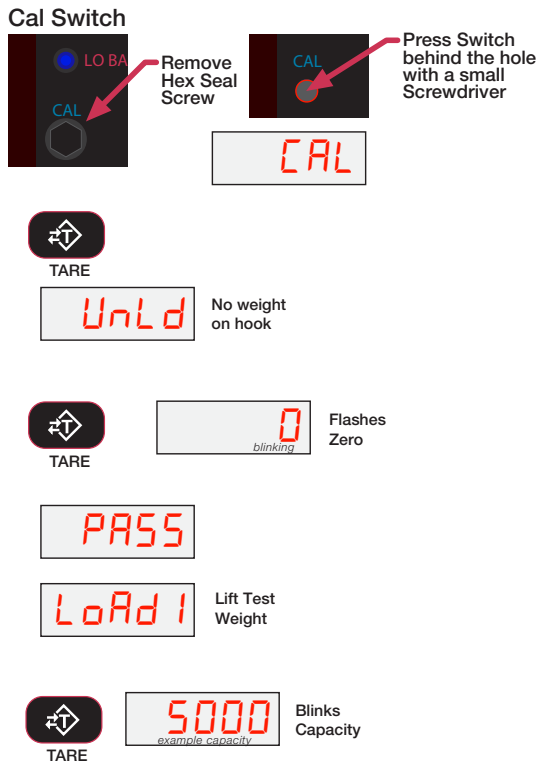 Cal Switch
LO BA
CAL
Remove
Hex Seal
Screw
CAL
Press Switch
behind the hole
with a small
Screwdriver
CAL
T
TARE
UnLd
No weight
on hook
T
TARE
0
blinking
Flashes
Zero
PASS
LoAd1
Lift Test
Weight
T
TARE
5000
example capacity
Blinks
Capacity